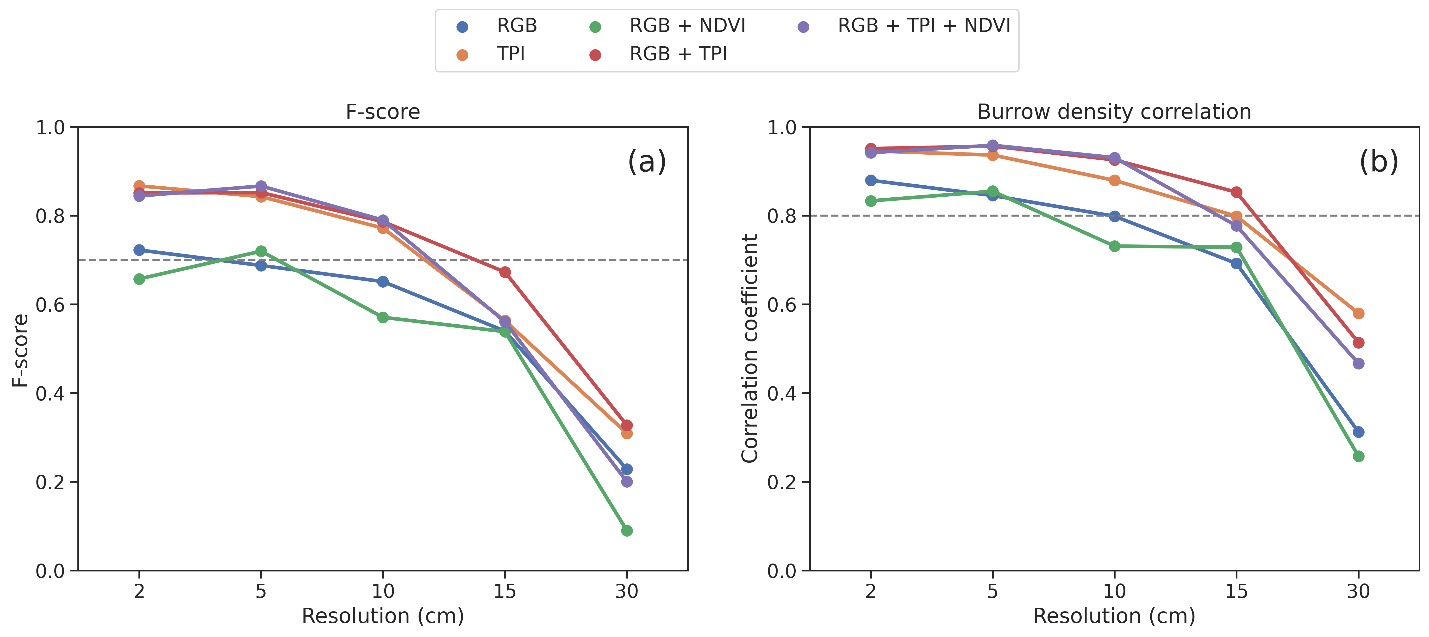 RGB
RGB + NDVI
RGB + TPI + NDVI
TPI
RGB + TPI
F-score
Burrow density correlation
(a)
(b)
1.0
0.8
0.6
0.4
0.2
0.0
F-score
2 5 10 15 30
Resolution (cm)
1.0
0.8
0.6
0.4
0.2
0.0
Correlation coefficient
2 5 10 15 30
Resolution (cm)